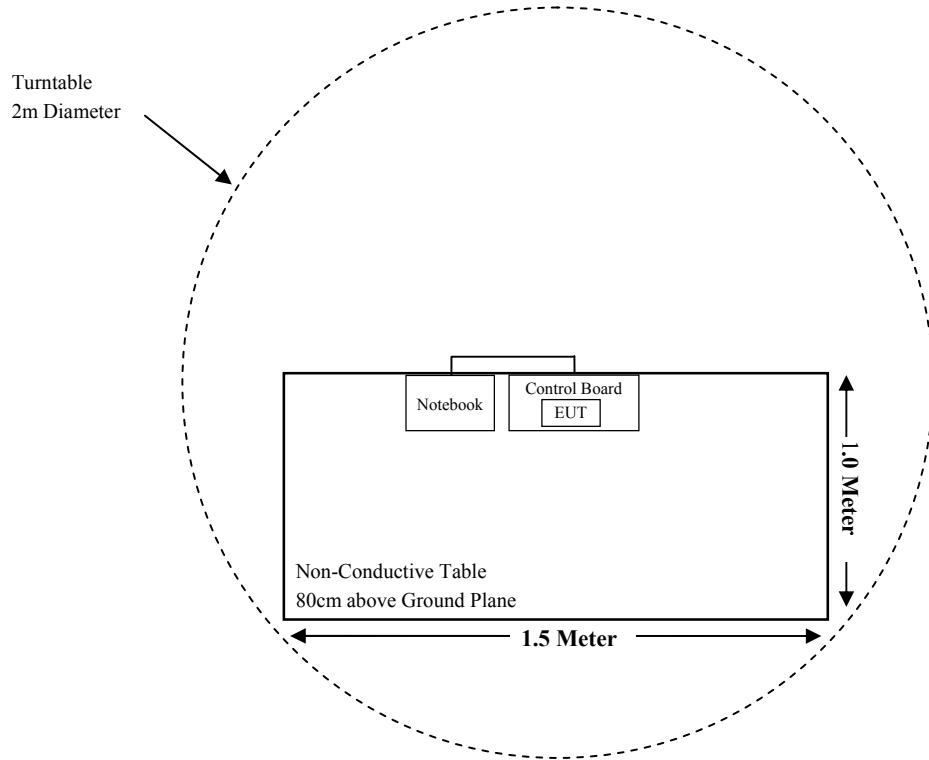 Turntable
2m Diameter
Notebook
Control Board
EUT
1.0 Meter
Non-Conductive Table
80cm above Ground Plane
1.5 Meter